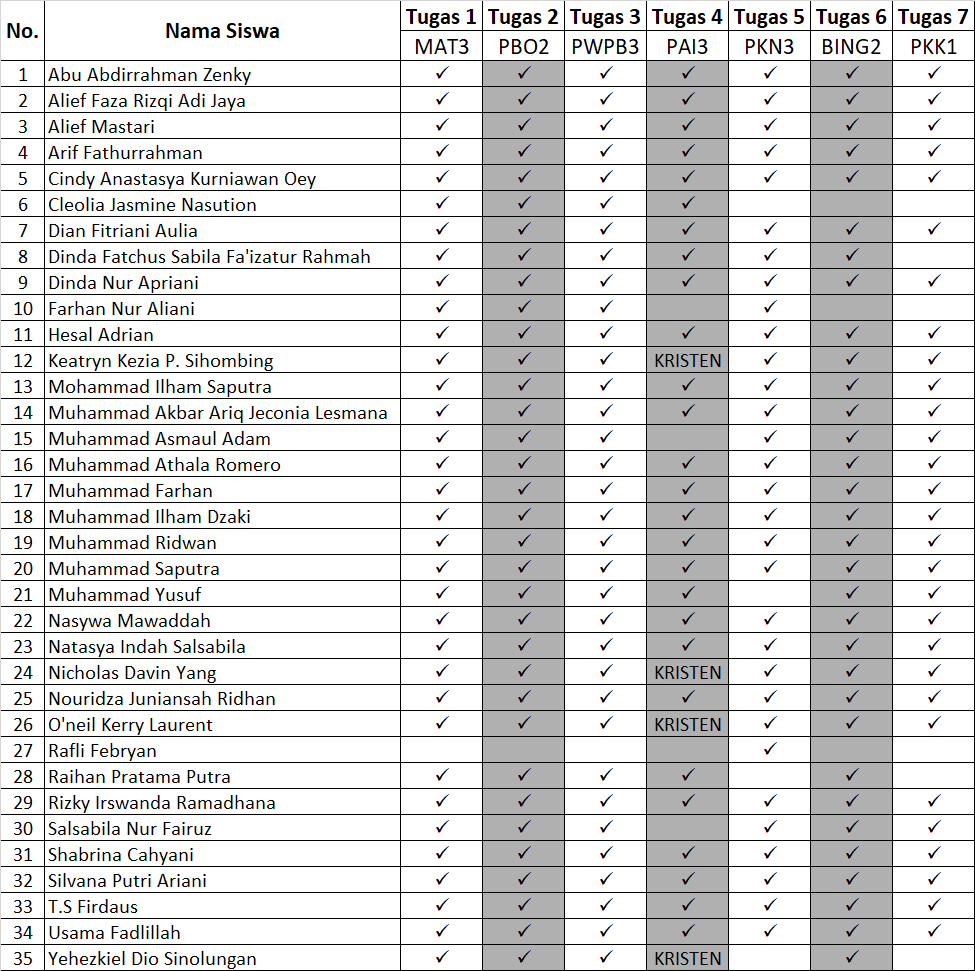 No. Nama Siswa Tugas 1 Tugas 2 Tugas 3 Tugas 4 Tugas 5 Tugas 6 Tugas 7
MAT3 PBO2 PWPB3 PAI3 PKN3 BING2 PKK1
1 Abu Abdirrahman Zenky ✓ ✓ ✓ ✓ ✓ ✓ ✓
2 Alief Faza Rizqi Adi Jaya ✓ ✓ ✓ ✓ ✓ ✓ ✓
3 Alief Mastari ✓ ✓ ✓ ✓ ✓ ✓ ✓
4 Arif Fathurrahman ✓ ✓ ✓ ✓ ✓ ✓ ✓
5 Cindy Anastasya Kurniawan Oey ✓ ✓ ✓ ✓ ✓ ✓ ✓
6 Cleolia Jasmine Nasution ✓ ✓ ✓ ✓
7 Dian Fitriani Aulia ✓ ✓ ✓ ✓ ✓ ✓ ✓
8 Dinda Fatchus Sabila Fa'izatur Rahmah ✓ ✓ ✓ ✓ ✓ ✓
9 Dinda Nur Apriani ✓ ✓ ✓ ✓ ✓ ✓ ✓
10 Farhan Nur Aliani ✓ ✓ ✓ ✓
11 Hesal Adrian ✓ ✓ ✓ ✓ ✓ ✓ ✓
12 Keatryn Kezia P. Sihombing ✓ ✓ ✓ KRISTEN ✓ ✓ ✓
13 Mohammad Ilham Saputra ✓ ✓ ✓ ✓ ✓ ✓ ✓
14 Muhammad Akbar Ariq Jeconia Lesmana ✓ ✓ ✓ ✓ ✓ ✓ ✓
15 Muhammad Asmaul Adam ✓ ✓ ✓ ✓ ✓ ✓
16 Muhammad Athala Romero ✓ ✓ ✓ ✓ ✓ ✓ ✓
17 Muhammad Farhan ✓ ✓ ✓ ✓ ✓ ✓ ✓
18 Muhammad Ilham Dzaki ✓ ✓ ✓ ✓ ✓ ✓ ✓
19 Muhammad Ridwan ✓ ✓ ✓ ✓ ✓ ✓ ✓
20 Muhammad Saputra ✓ ✓ ✓ ✓ ✓ ✓ ✓
21 Muhammad Yusuf ✓ ✓ ✓ ✓ ✓ ✓
22 Nasywa Mawaddah ✓ ✓ ✓ ✓ ✓ ✓ ✓
23 Natasya Indah Salsabila ✓ ✓ ✓ ✓ ✓ ✓ ✓
24 Nicholas Davin Yang ✓ ✓ ✓ KRISTEN ✓ ✓ ✓
25 Nouridza Juniansah Ridhan ✓ ✓ ✓ ✓ ✓ ✓ ✓
26 O'neil Kerry Laurent ✓ ✓ ✓ KRISTEN ✓ ✓ ✓
27 Rafli Febryan ✓
28 Raihan Pratama Putra ✓ ✓ ✓ ✓ ✓
29 Rizky Irswanda Ramadhana ✓ ✓ ✓ ✓ ✓ ✓ ✓
30 Salsabila Nur Fairuz ✓ ✓ ✓ ✓ ✓ ✓
31 Shabrina Cahyani ✓ ✓ ✓ ✓ ✓ ✓ ✓
32 Silvana Putri Ariani ✓ ✓ ✓ ✓ ✓ ✓ ✓
33 T.S Firdaus ✓ ✓ ✓ ✓ ✓ ✓ ✓
34 Usama Fadlillah ✓ ✓ ✓ ✓ ✓ ✓ ✓
35 Yehezkiel Dio Sinolungan ✓ ✓ ✓ KRISTEN ✓